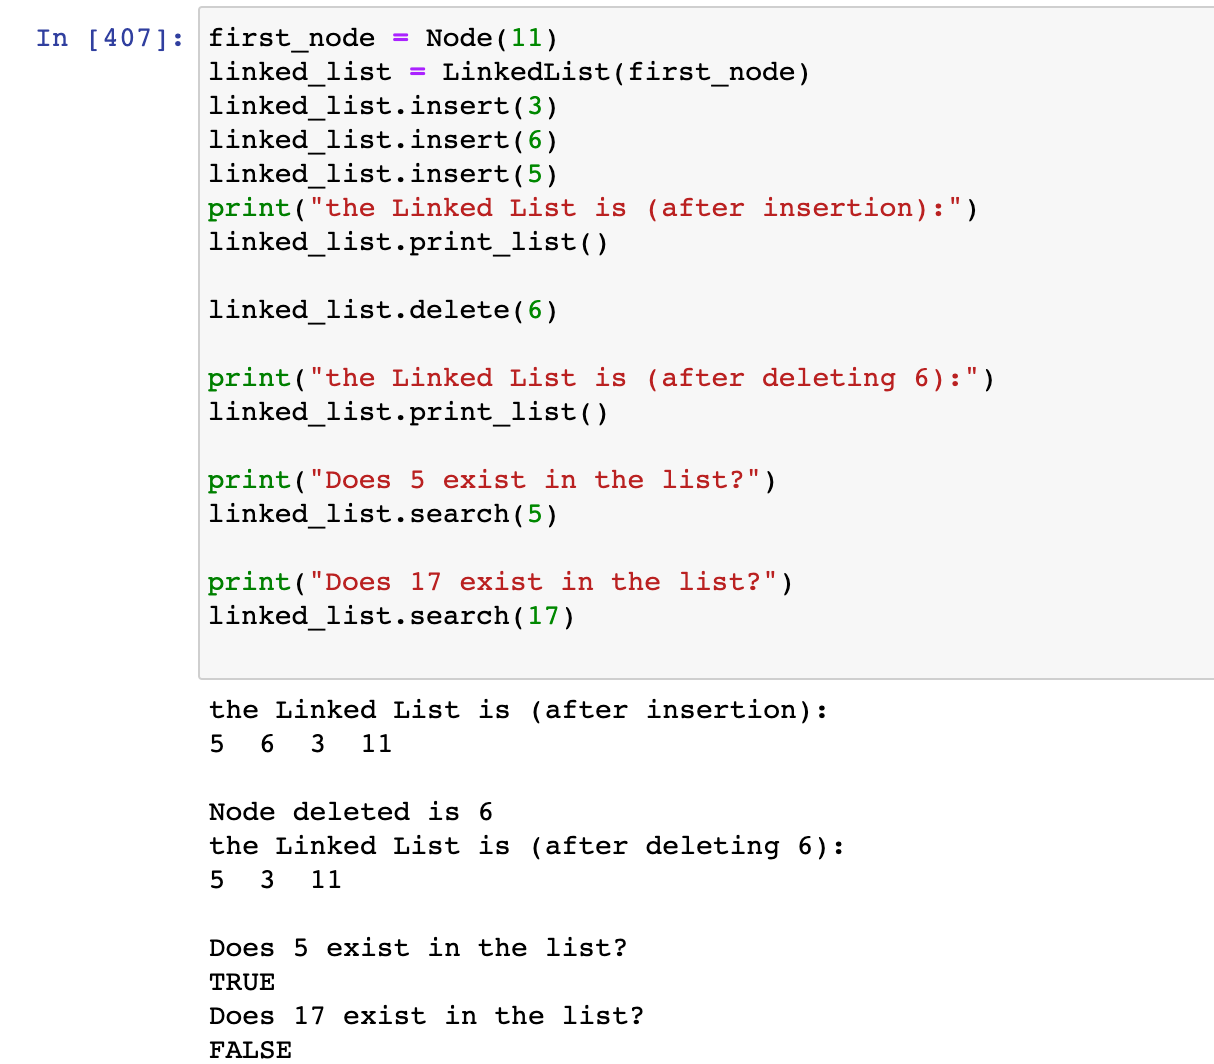 In [407]:
first_node = Node(11)
linked_list = LinkedList(first_node)
linked_list.insert(3)
linked_list.insert(6)
linked_list.insert(5)
print("the Linked List is (after insertion):")
linked_list.print_list()
linked_list.delete(6)
print("the Linked List is (after deleting 6):")
linked_list.print_list()
print("Does 5 exist in the list?")
linked_list.search(5)
print("Does 17 exist in the list?")
linked_list.search(17)
the Linked List is (after insertion):
5  6  3  11
Node deleted is 6
the Linked List is (after deleting 6):
5  3  11
Does 5 exist in the list?
TRUE
Does 17 exist in the list?
FALSE